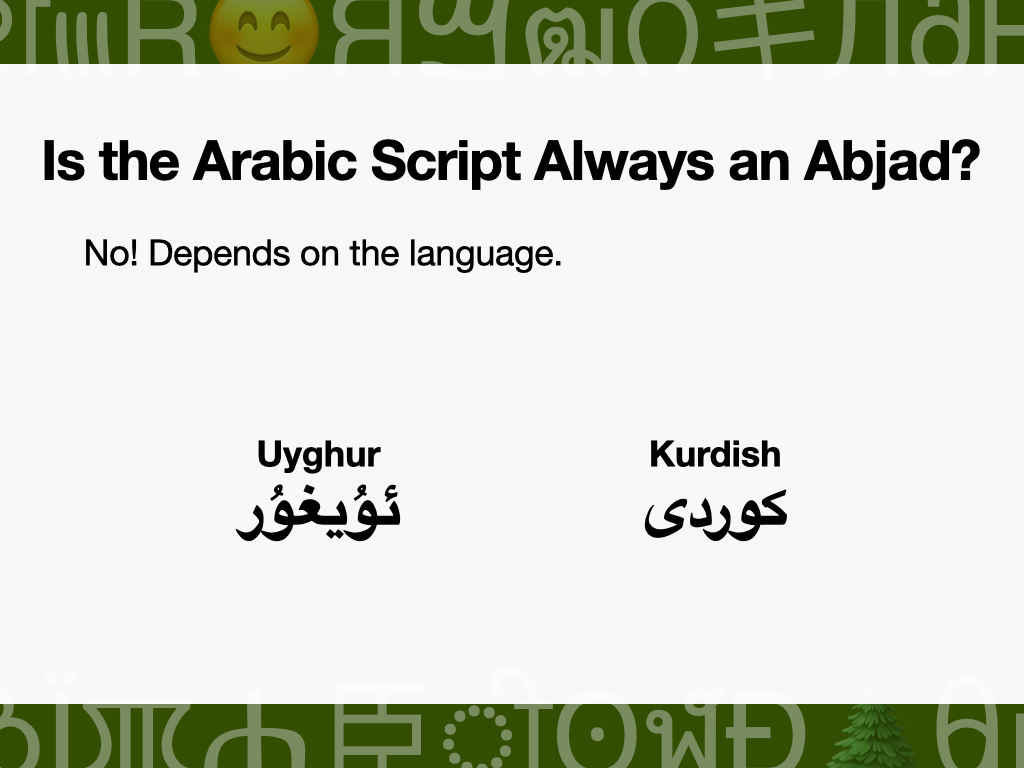 Is the Arabic Script Always an Abjad?
No! Depends on the language.
Uyghur
ئۇيغۇر
Kurdish
کوردی